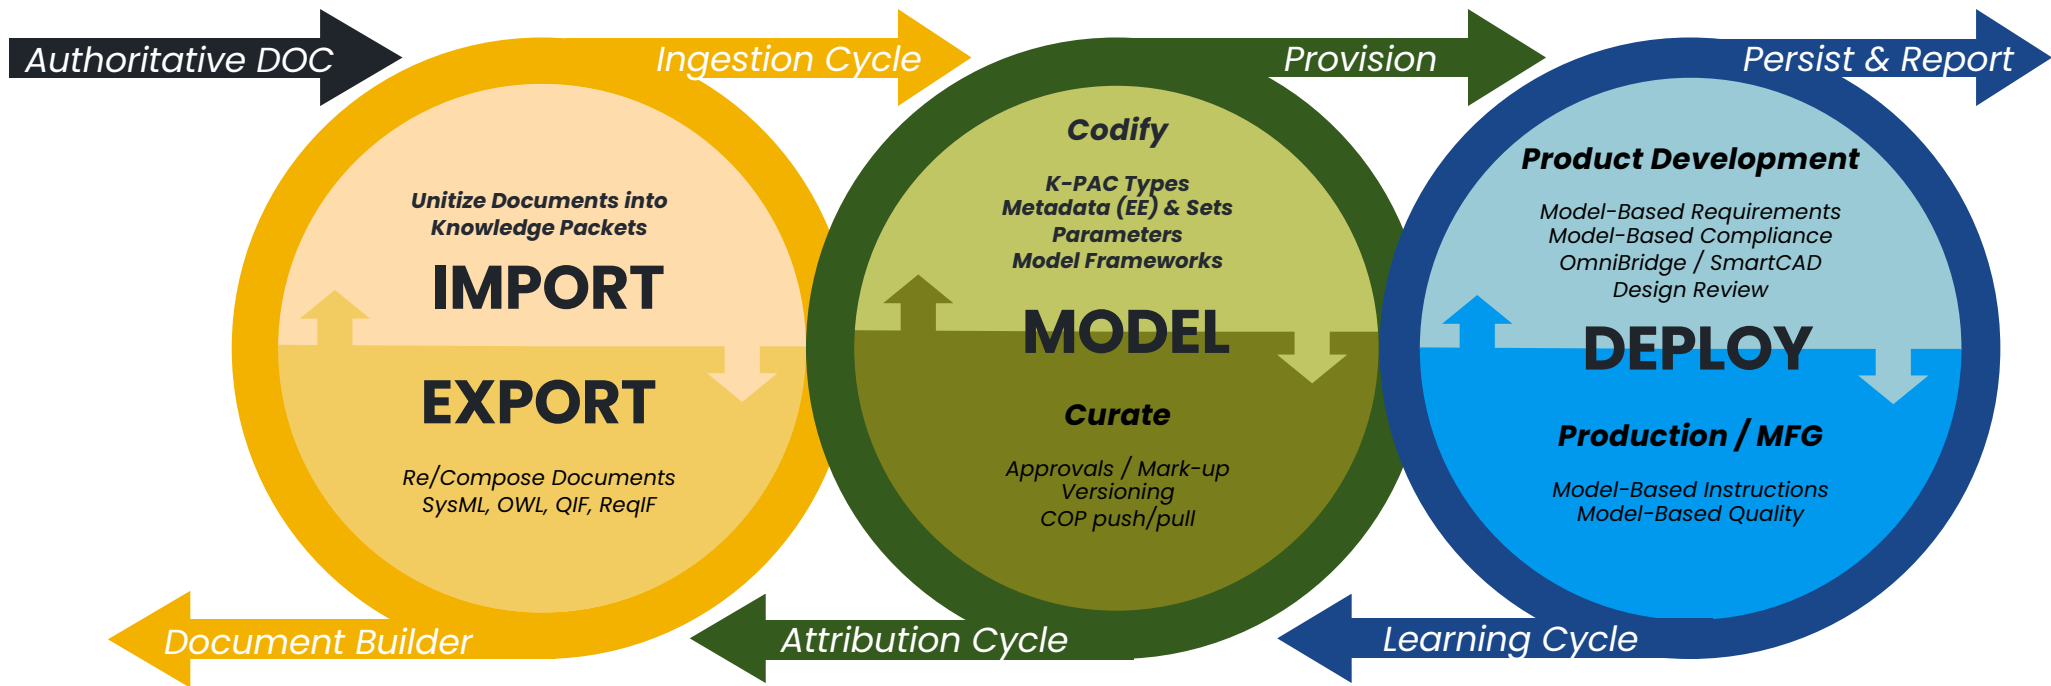 Authoritative DOC
Ingestion Cycle
Provision
Persist & Report
Unitize Documents into
Knowledge Packets
IMPORT
EXPORT
Re/Compose Documents
SysML, OWL, QIF, ReqIF
Codify
K-PAC Types
Metadata (EE) & Sets
Parameters
Model Frameworks
MODEL
Curate
Approvals / Mark-up
Versioning
COP push/pull
Product Development
Model-Based Requirements
Model-Based Compliance
OmniBridge / SmartCAD
Design Review
DEPLOY
Production / MFG
Model-Based Instructions
Model-Based Quality
Document Builder
Attribution Cycle
Learning Cycle